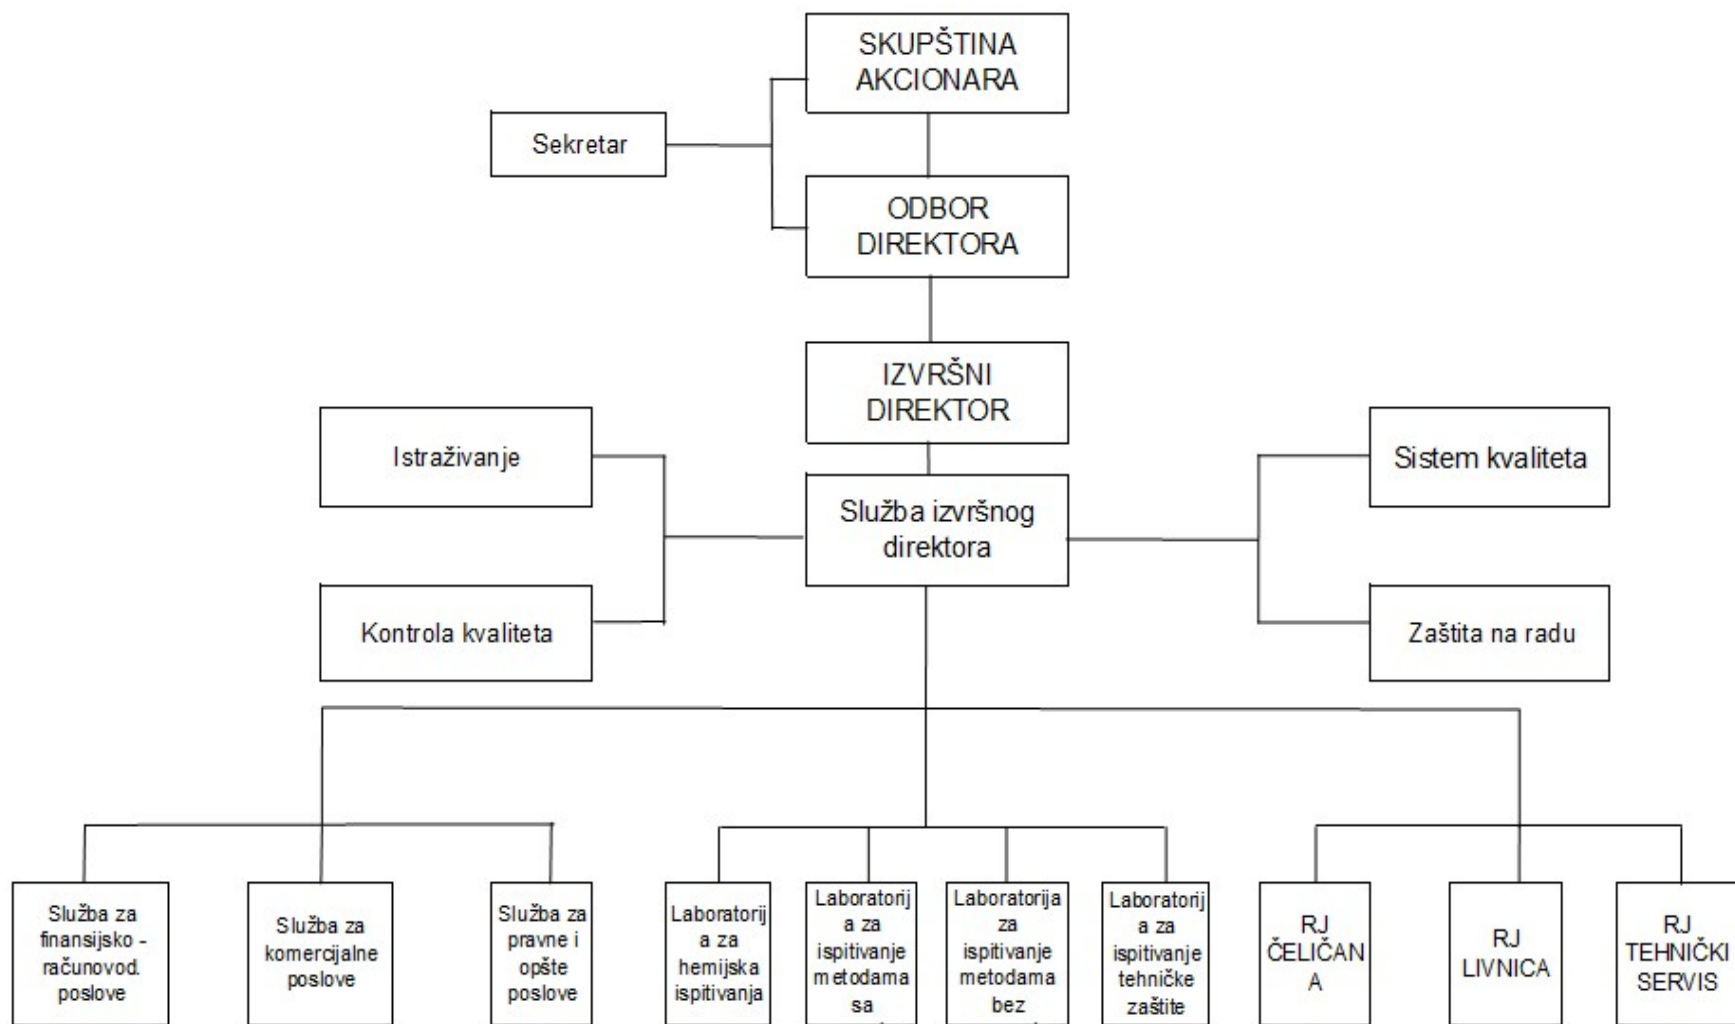 SKUPŠTINA
AKCIONARA
Sekretar
ODBOR
DIREKTORA
IZVRŠNI
DIREKTOR
Istraživanje
Sistem kvaliteta
Služba izvršnog
direktora
Kontrola kvaliteta
Zaštita na radu
Služba za
finansijsko -
računovod.
poslove
Služba za
komercijalne
poslove
Služba za
pravne i
opšte
poslove
Laboratorij
a za
hemijska
ispitivanja
Laboratorij
a za
ispitivanje
metodama
sa
Laboratorija
za
ispitivanje
metodama
bez
Laboratorij
a za
ispitivanje
tehničke
zaštite
RJ
ČELIČAN
A
RJ
LIVNICA
RJ
TEHNIČKI
SERVIS